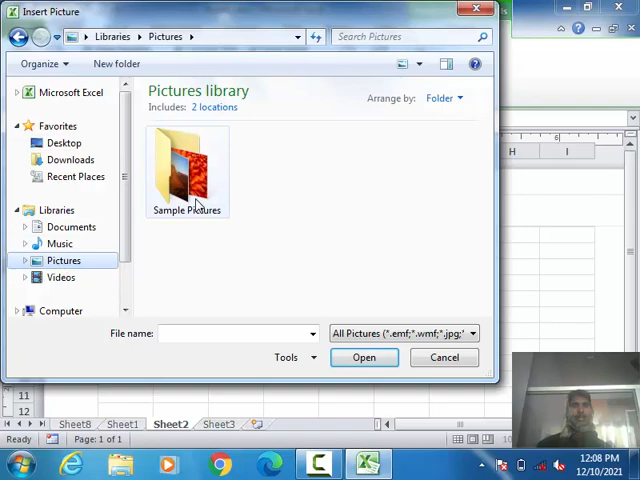 Insert Picture
Libraries Pictures
Search Pictures
Organize New folder
Pictures library
Includes: 2 locations
Arrange by: Folder
Microsoft Excel
Favorites
Desktop
Downloads
Recent Places
Libraries
Documents
Music
Pictures
Videos
Computer
Sample Pictures
File name:
All Pictures (*.emf;*.wmf;*.jpg;*
Tools
Open Cancel
H I
6
11
12
Sheet8 Sheet1 Sheet2 Sheet3
Ready Page: 1 of 1
12:08 PM
12/10/2021